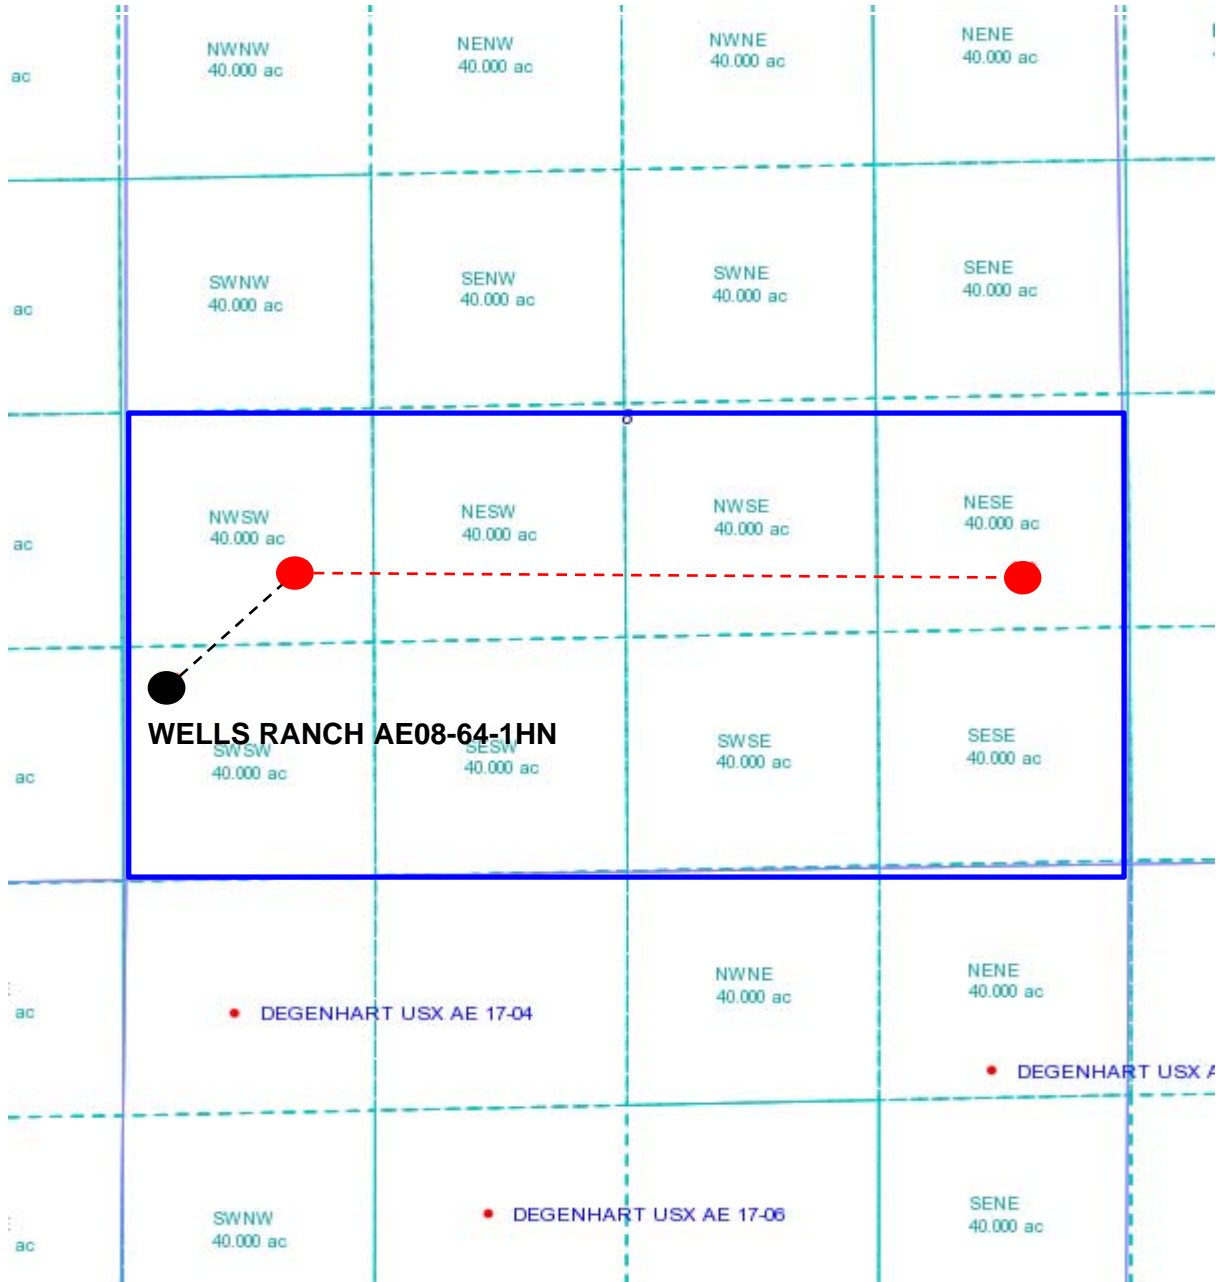 NWNW
40.000 ac
NENW
40.000 ac
NWNE
40.000 ac
NENE
40.000 ac
ac
SWNW
40.000 ac
SENW
40.000 ac
SWNE
40.000 ac
SENE
40.000 ac
ac
NWSW
40.000 ac
NESW
40.000 ac
NWSE
40.000 ac
NESE
40.000 ac
ac
WELLS RANCH AE08-64-1HN
SWSW
40.000 ac
SESW
40.000 ac
SWSE
40.000 ac
SESE
40.000 ac
ac
NWNE
40.000 ac
NENE
40.000 ac
ac
DEGENHART USX AE 17-04
DEGENHART USX A
SWNW
40.000 ac
DEGENHART USX AE 17-06
SENE
40.000 ac
ac